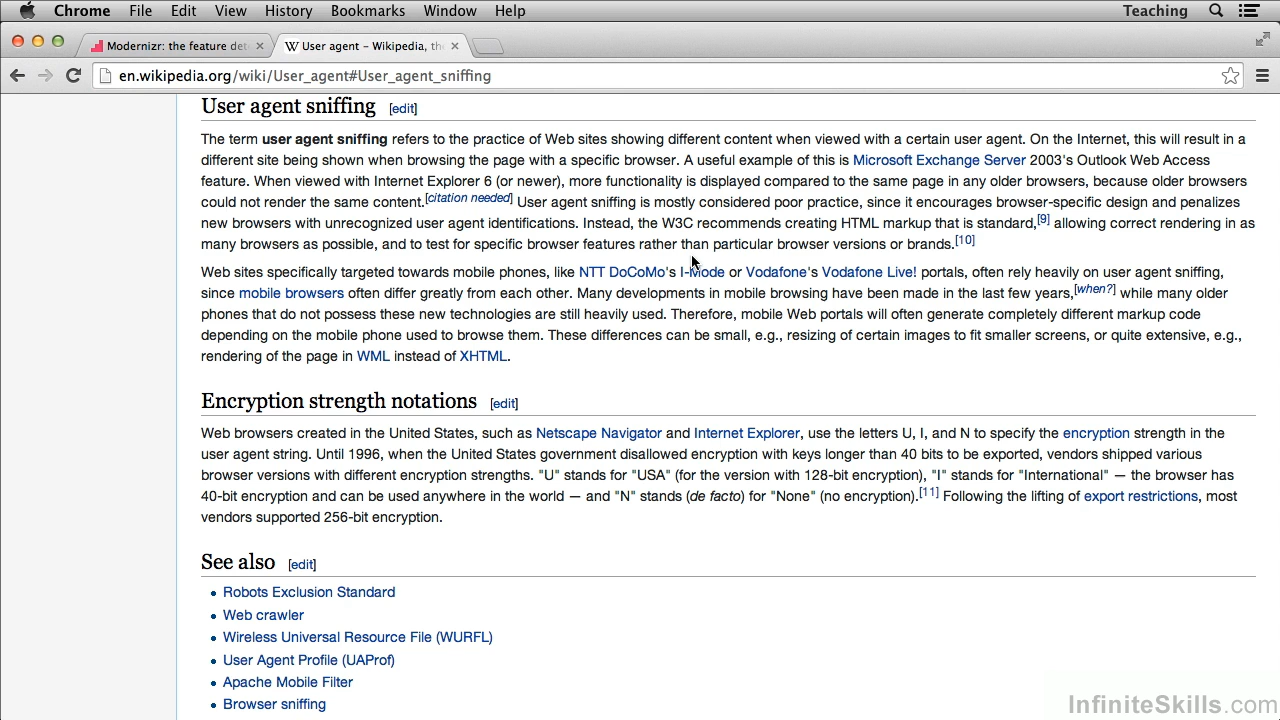 Chrome File Edit View History Bookmarks Window Help Teaching
Modernizr: the feature det
User agent – Wikipedia, the
en.wikipedia.org/wiki/User_agent#User_agent_sniffing
User agent sniffing [edit]
The term user agent sniffing refers to the practice of Web sites showing different content when viewed with a certain user agent. On the Internet, this will result in a
different site being shown when browsing the page with a specific browser. A useful example of this is Microsoft Exchange Server 2003's Outlook Web Access
feature. When viewed with Internet Explorer 6 (or newer), more functionality is displayed compared to the same page in any older browsers, because older browsers
could not render the same content.[citation needed] User agent sniffing is mostly considered poor practice, since it encourages browser-specific design and penalizes
new browsers with unrecognized user agent identifications. Instead, the W3C recommends creating HTML markup that is standard,[9] allowing correct rendering in as
many browsers as possible, and to test for specific browser features rather than particular browser versions or brands.[10]
Web sites specifically targeted towards mobile phones, like NTT DoCoMo's I-Mode or Vodafone's Vodafone Live! portals, often rely heavily on user agent sniffing,
since mobile browsers often differ greatly from each other. Many developments in mobile browsing have been made in the last few years,[when?] while many older
phones that do not possess these new technologies are still heavily used. Therefore, mobile Web portals will often generate completely different markup code
depending on the mobile phone used to browse them. These differences can be small, e.g., resizing of certain images to fit smaller screens, or quite extensive, e.g.,
rendering of the page in WML instead of XHTML.
Encryption strength notations [edit]
Web browsers created in the United States, such as Netscape Navigator and Internet Explorer, use the letters U, I, and N to specify the encryption strength in the
user agent string. Until 1996, when the United States government disallowed encryption with keys longer than 40 bits to be exported, vendors shipped various
browser versions with different encryption strengths. "U" stands for "USA" (for the version with 128-bit encryption), "I" stands for "International" — the browser has
40-bit encryption and can be used anywhere in the world — and "N" stands (de facto) for "None" (no encryption).[11] Following the lifting of export restrictions, most
vendors supported 256-bit encryption.
See also [edit]
Robots Exclusion Standard
Web crawler
Wireless Universal Resource File (WURFL)
User Agent Profile (UAProf)
Apache Mobile Filter
Browser sniffing
InfiniteSkills.com